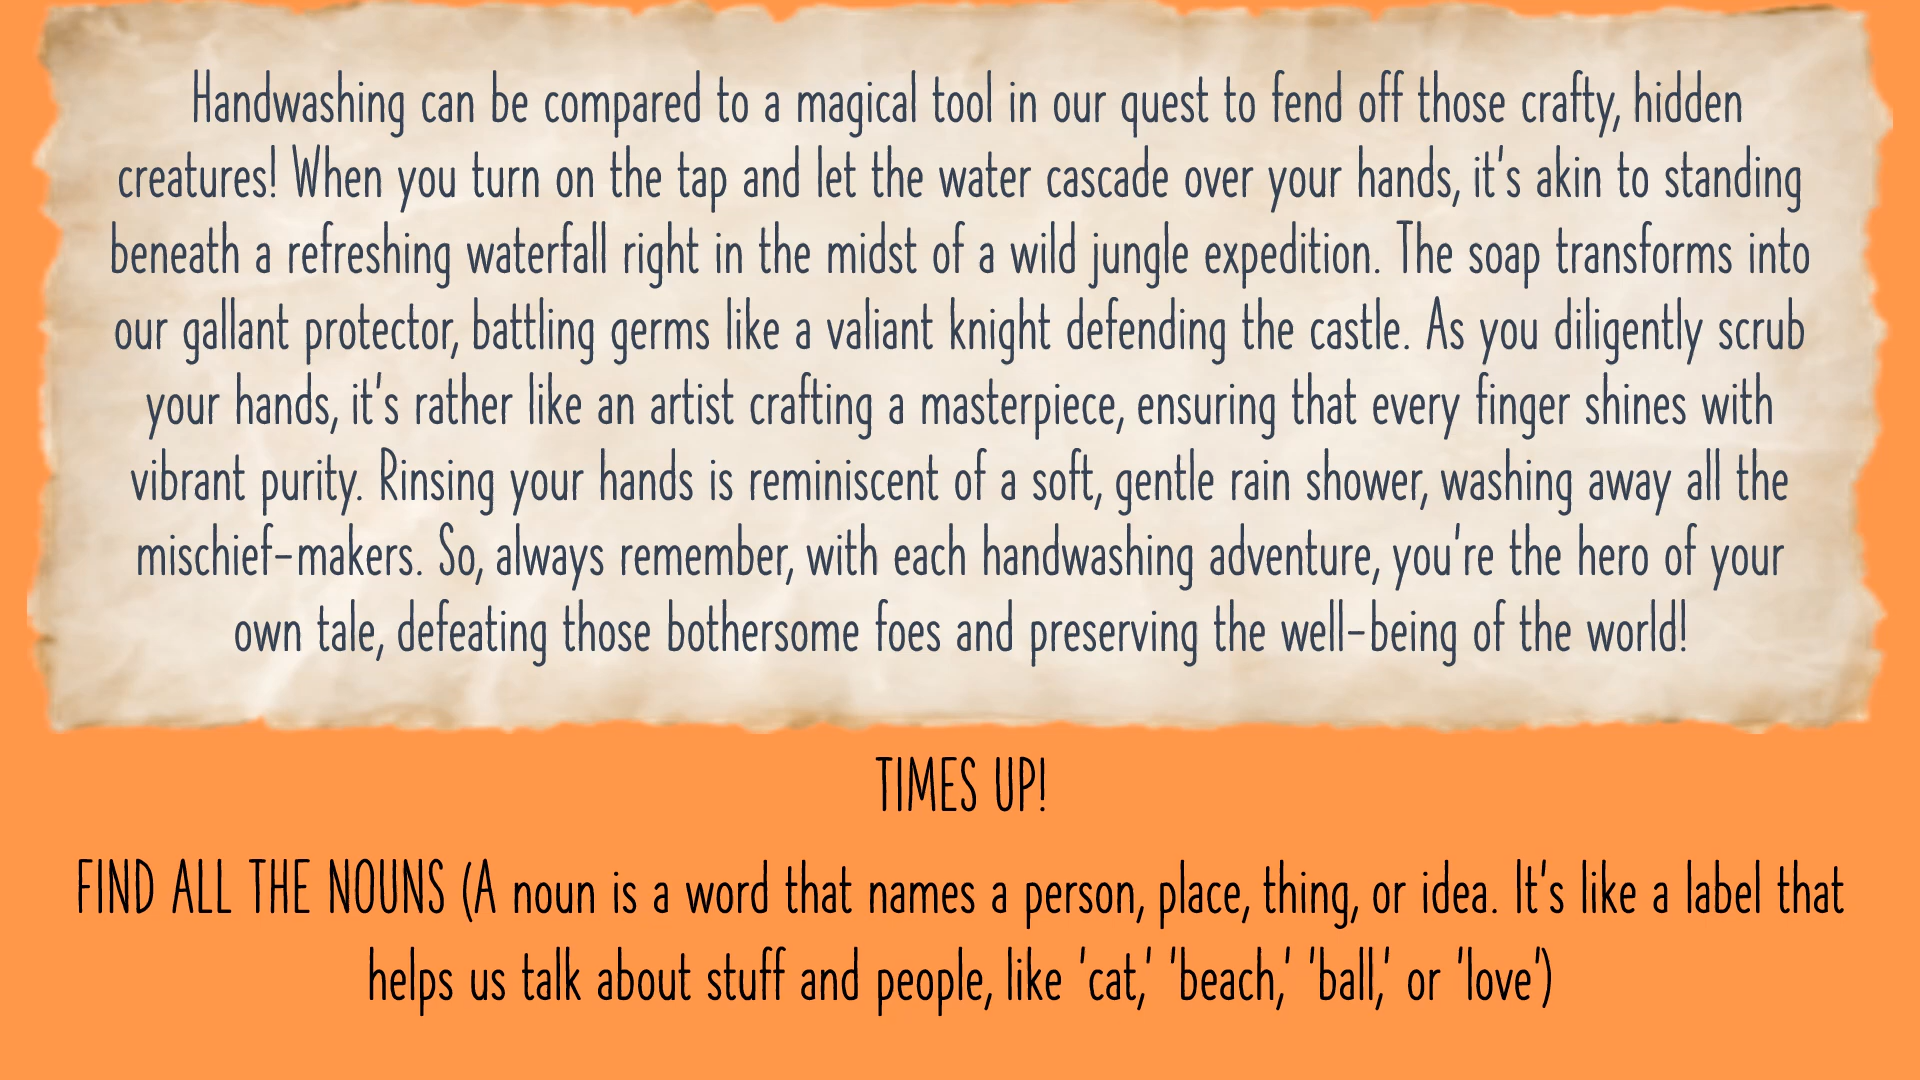 Handwashing can be compared to a magical tool in our quest to fend off those crafty, hidden
creatures! When you turn on the tap and let the water cascade over your hands, it's akin to standing
beneath a refreshing waterfall right in the midst of a wild jungle expedition. The soap transforms into
our gallant protector, battling germs like a valiant knight defending the castle. As you diligently scrub
your hands, it's rather like an artist crafting a masterpiece, ensuring that every finger shines with
vibrant purity. Rinsing your hands is reminiscent of a soft, gentle rain shower, washing away all the
mischief-makers. So, always remember, with each handwashing adventure, you're the hero of your
own tale, defeating those bothersome foes and preserving the well-being of the world!
TIMES UP!
FIND ALL THE NOUNS (A noun is a word that names a person, place, thing, or idea. It's like a label that
helps us talk about stuff and people, like 'cat,' 'beach,' 'ball,' or 'love')